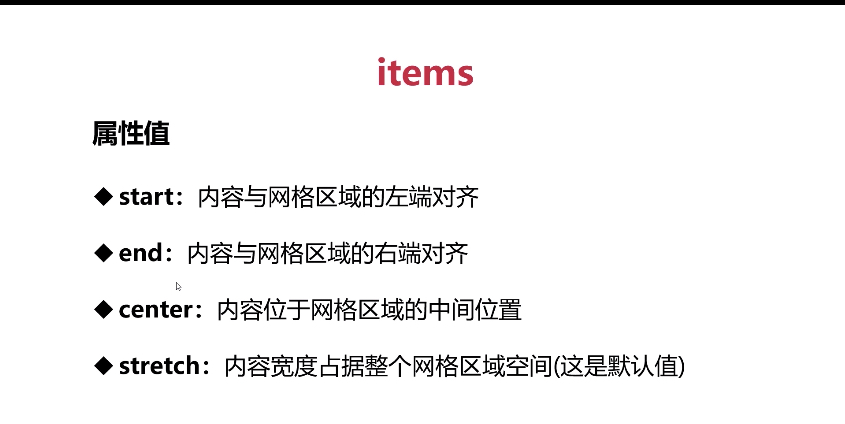 items
属性值
◆ start：内容与网格区域的左端对齐
◆ end：内容与网格区域的右端对齐
◆ center：内容位于网格区域的中间位置
◆ stretch：内容宽度占据整个网格区域空间(这是默认值)